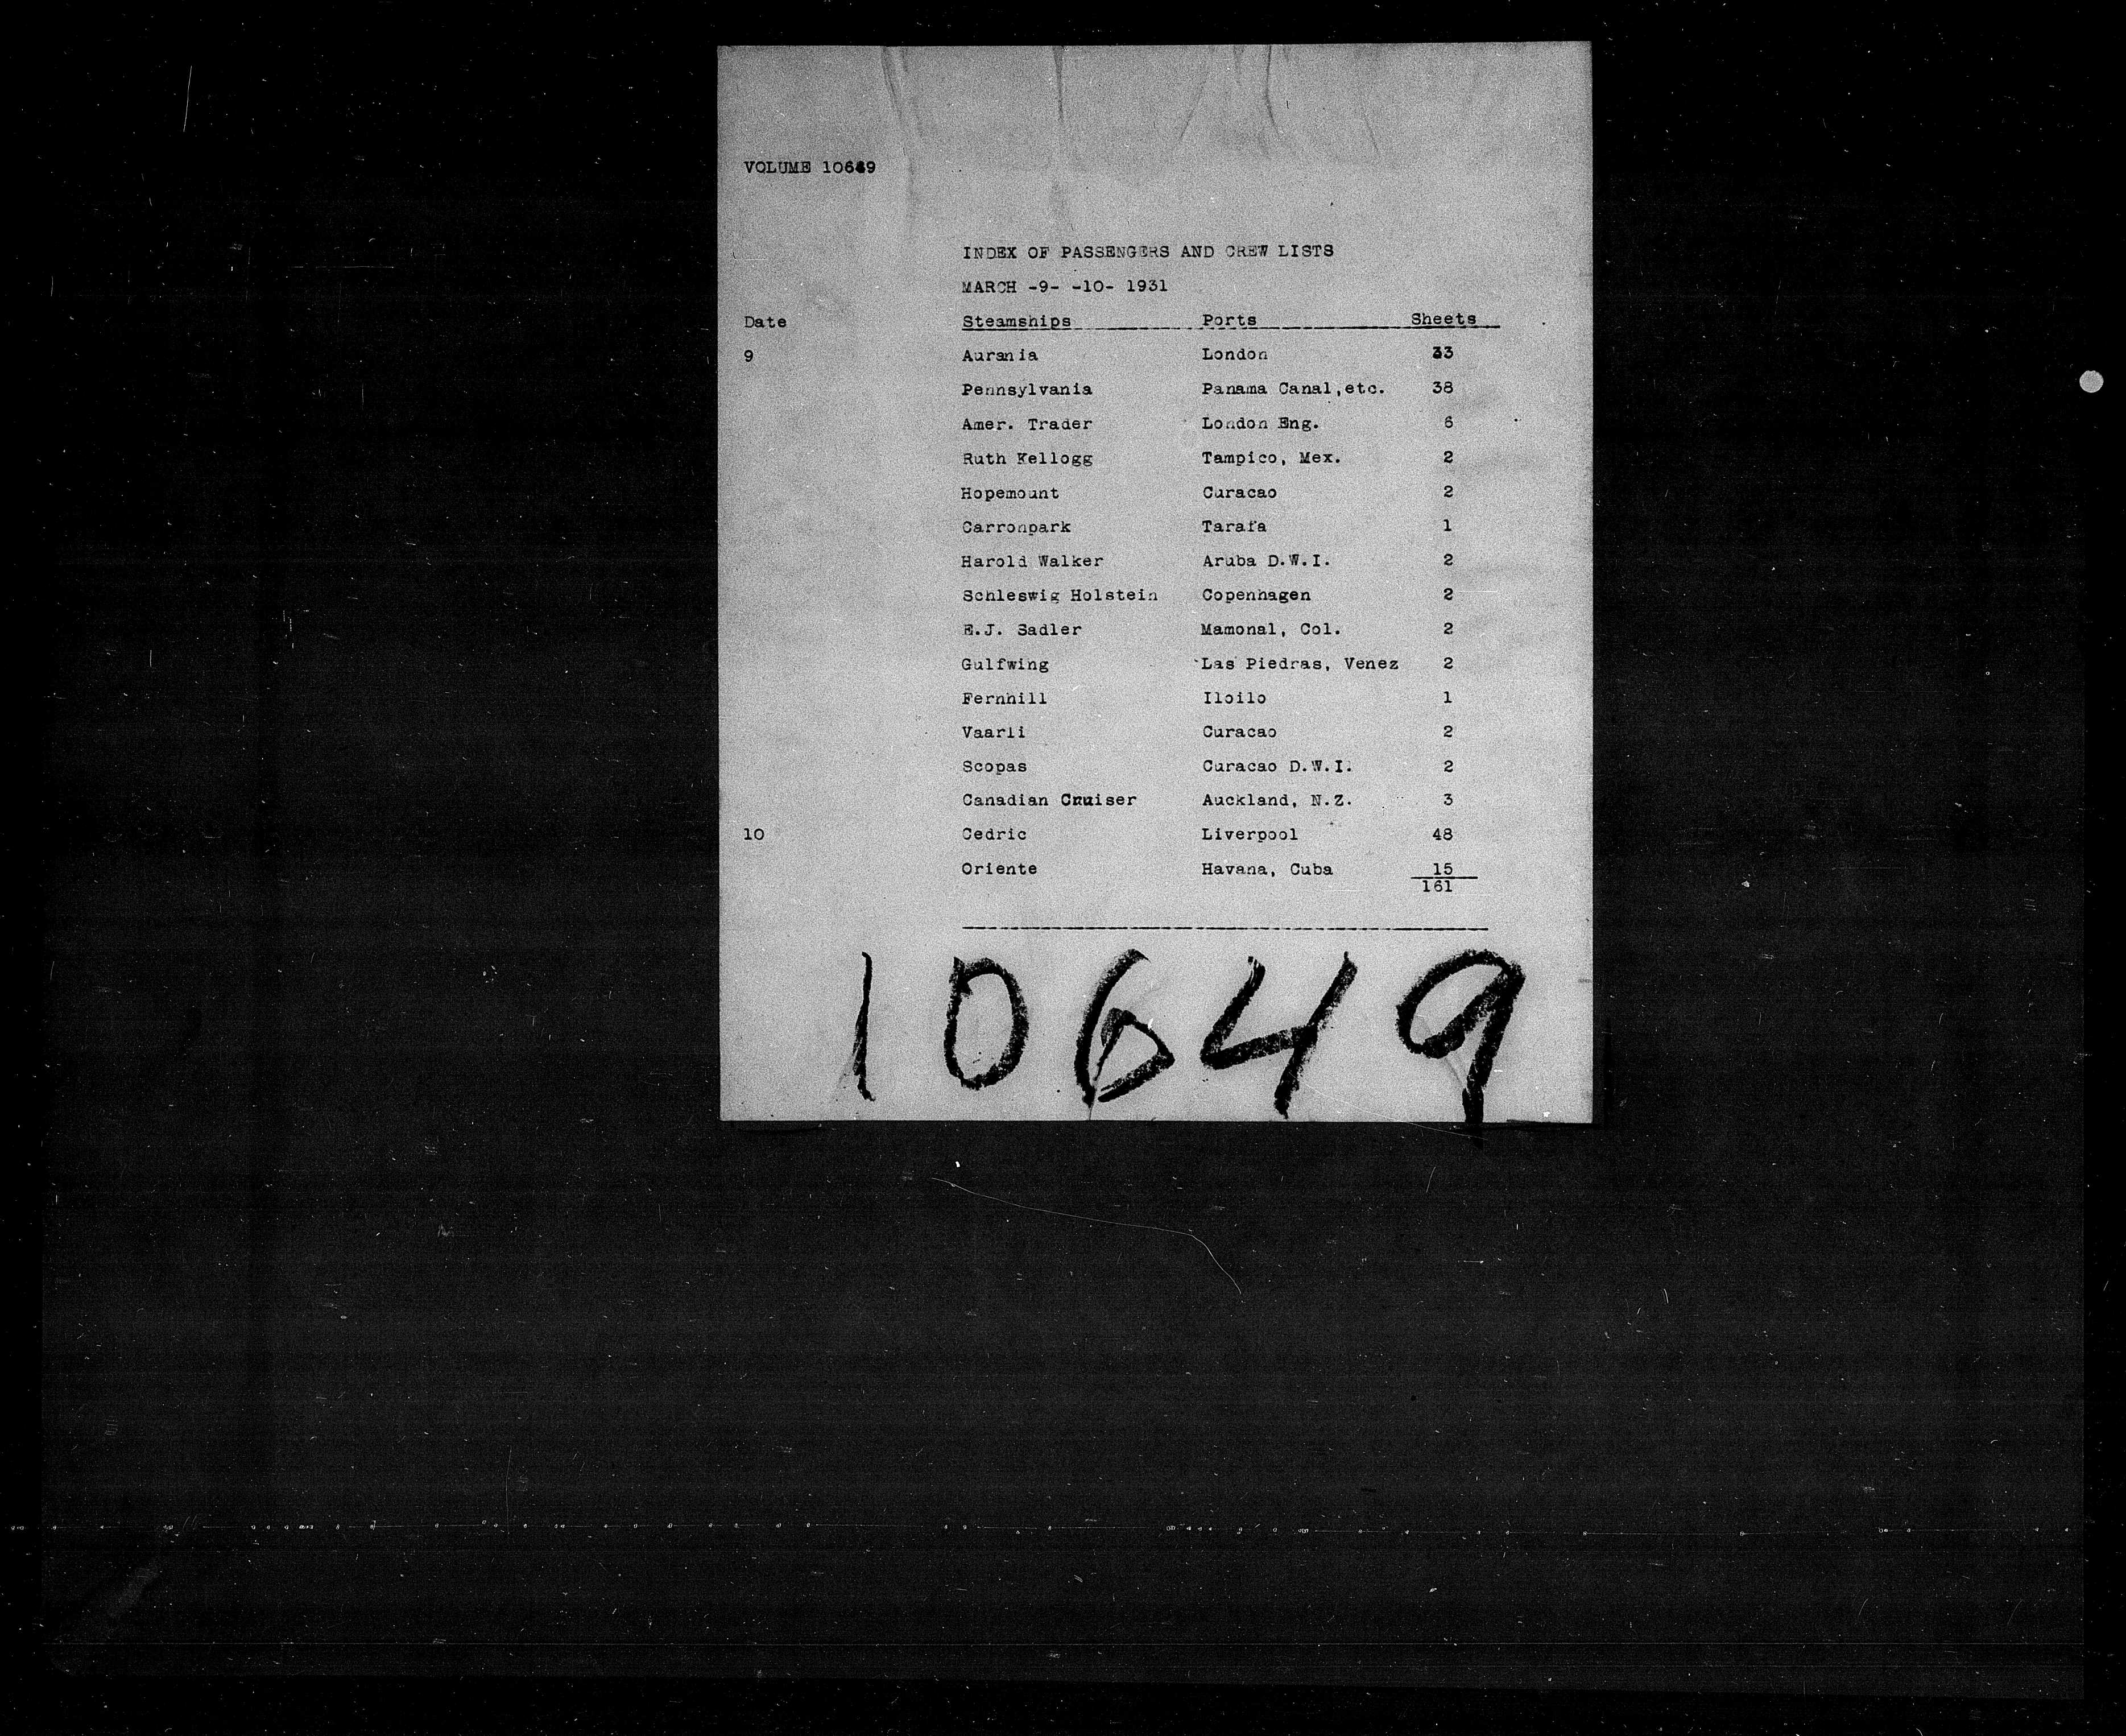 VOLUME 10649
INDEX OF PASSENGERS AND CREW LISTS
MARCH -9- -10- 1931
Date Steamships Ports Sheets
9 Aurania London 33
Pennsylvania Panama Canal,etc. 38
Amer. Trader London Eng. 6
Ruth Kellogg Tampico, Mex. 2
Hopemount Curacao 2
Carronpark Tarafa 1
Harold Walker Aruba D.W.I. 2
Schleswig Holstein Copenhagen 2
E.J. Sadler Mamonal, Col. 2
Gulfwing Las Piedras, Venez 2
Fernhill Iloilo 1
Vaarli Curacao 2
Scopas Curacao D.W.I. 2
Canadian Cruiser Auckland, N.Z. 3
10 Cedric Liverpool 48
Oriente Havana, Cuba 15
161
10649